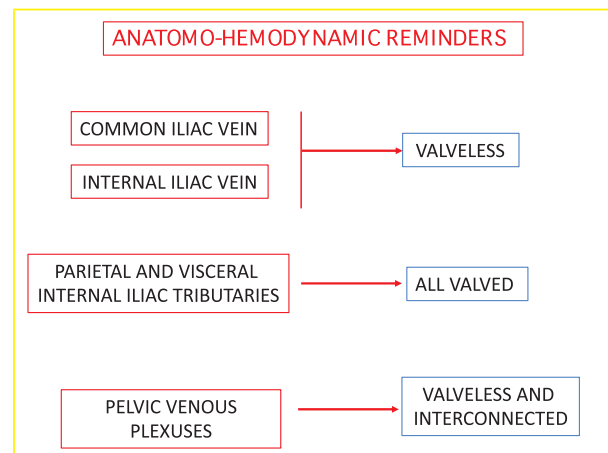 ANATOMO-HEMODYNAMIC REMINDERS
COMMON ILIAC VEIN
INTERNAL ILIAC VEIN
VALVELESS
PARIETAL AND VISCERAL
INTERNAL ILIAC TRIBUTARIES
ALL VALVED
PELVIC VENOUS
PLEXUSES
VALVELESS AND
INTERCONNECTED